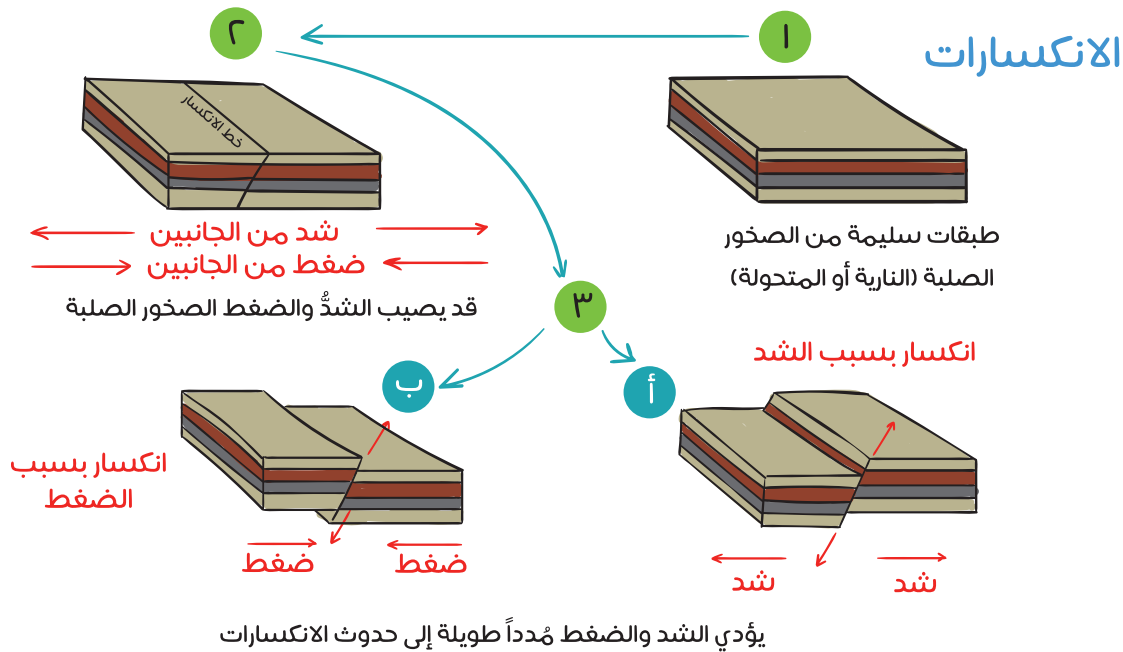 الانكسارات
١
طبقات سليمة من الصخور
الصلبة (النارية أو المتحولة)
٢
خط الانكسار
شد من الجانبين
ضغط من الجانبين
قد يصيب الشدُّ والضغط الصخور الصلبة
٣
أ
انكسار بسبب الشد
شد
شد
ب
انكسار بسبب
الضغط
ضغط
ضغط
يؤدي الشد والضغط مُدداً طويلة إلى حدوث الانكسارات